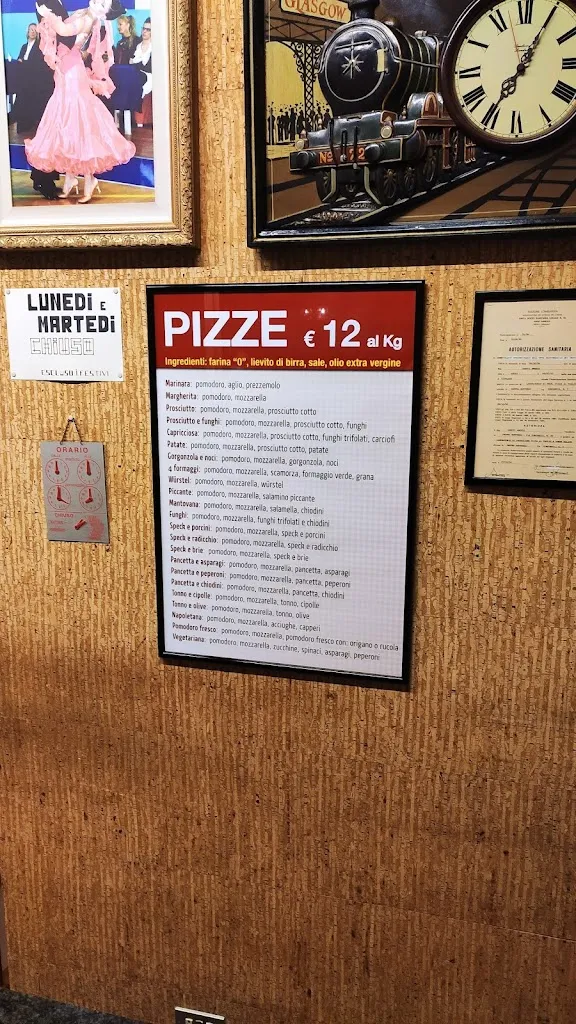 GLASGOW
No 22
LUNEDì E
MARTEDì
CHIUSO
ESCLUSO I FESTIVI
ORARIO
CHIUSO
PIZZE € 12 al Kg
Ingredienti: farina "0", lievito di birra, sale, olio extra vergine
Marinara: pomodoro, aglio, prezzemolo
Margherita: pomodoro, mozzarella
Prosciutto: pomodoro, mozzarella, prosciutto cotto
Prosciutto e funghi: pomodoro, mozzarella, prosciutto cotto, funghi
Capricciosa: pomodoro, mozzarella, prosciutto cotto, funghi trifolati, carciofi
Patate: pomodoro, mozzarella, prosciutto cotto, patate
Gorgonzola e noci: pomodoro, mozzarella, gorgonzola, noci
4 formaggi: pomodoro, mozzarella, scamorza, formaggio verde, grana
Würstel: pomodoro, mozzarella, würstel
Piccante: pomodoro, mozzarella, salamino piccante
Mantovana: pomodoro, mozzarella, salamella, chiodini
Funghi: pomodoro, mozzarella, funghi trifolati e chiodini
Speck e porcini: pomodoro, mozzarella, speck e porcini
Speck e radicchio: pomodoro, mozzarella, speck e radicchio
Speck e brie: pomodoro, mozzarella, speck e brie
Pancetta e asparagi: pomodoro, mozzarella, pancetta, asparagi
Pancetta e peperoni: pomodoro, mozzarella, pancetta, peperoni
Pancetta e chiodini: pomodoro, mozzarella, pancetta, chiodini
Tonno e cipolle: pomodoro, mozzarella, tonno, cipolle
Tonno e olive: pomodoro, mozzarella, tonno, olive
Napoletana: pomodoro, mozzarella, acciughe, capperi
Pomodoro fresco: pomodoro, mozzarella, pomodoro fresco con: origano o rucola
Vegetariana: pomodoro, mozzarella, zucchine, spinaci, asparagi, peperoni
AUTORIZZAZIONE SANITARIA